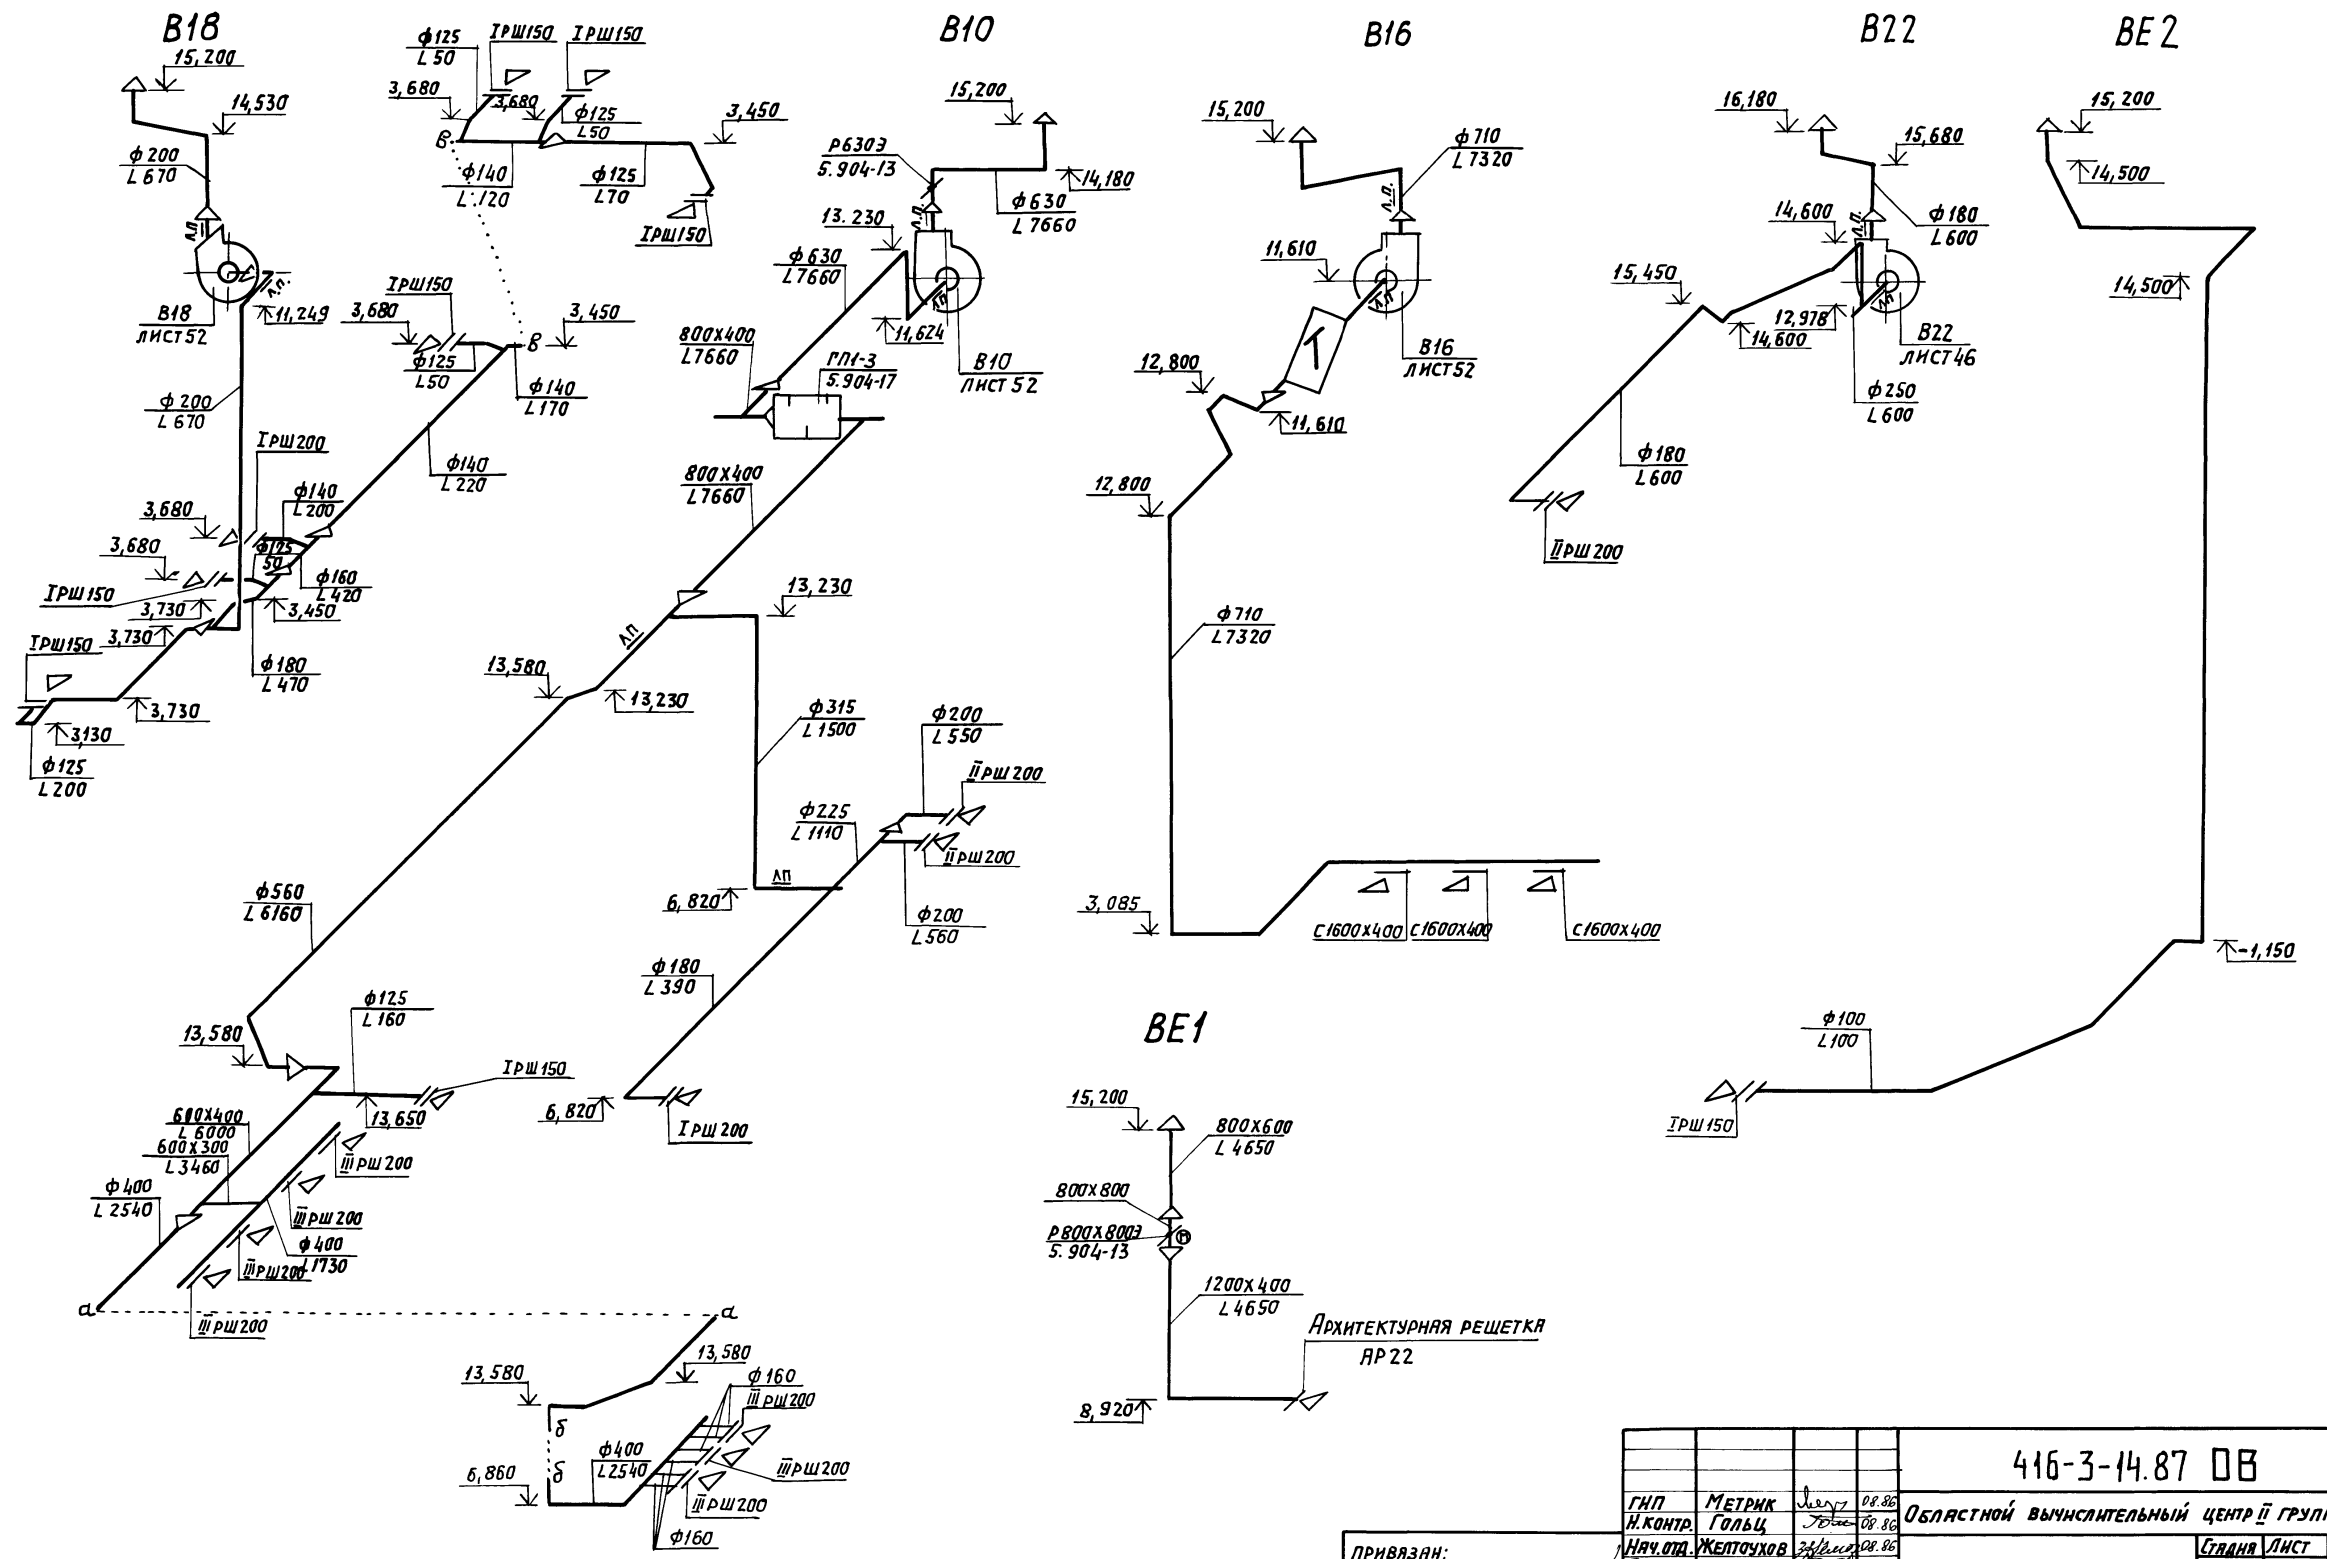 В18
15,200
14,530
ф200
L670
Л.П
Л.П.
11,249
В18
ЛИСТ 52
ф200
L670
ф125
L50
IРШ150
IРШ150
3,680
3,680
ф125
L50
3,450
в
ф140
L120
ф125
L70
IРШ150
IРШ150
3,680
3,450
в
ф125
L50
ф140
L170
IРШ200
ф140
L220
ф140
L200
3,680
3,680
ф125
50
ф160
L420
IРШ150
3,730
3,450
3,730
IРШ150
ф180
L470
3,730
3,130
ф125
L200
В10
15,200
Р630Э
5.904-13
14,180
ф630
L7660
Л.П.
13.230
ф630
L7660
ЛП
11,624
800х400
L7660
ГП1-3
5.904-17
В10
ЛИСТ 52
800х400
L7660
13,230
ЛП
13,580
13,230
ф315
L1500
ф200
L550
IIРШ200
ф225
L1110
IIРШ200
ЛП
6,820
ф200
L560
ф560
L6160
ф180
L390
ф125
L160
13,580
IРШ150
13,650
6,820
IРШ200
600х400
L6000
600х300
L3460
IIIРШ200
ф400
L2540
IIIРШ200
ф400
L1730
IIIРШ200
IIIРШ200
а
а
13,580
13,580
ф160
IIIРШ200
б
б
ф400
L2540
6,860
IIIРШ200
IIIРШ200
ф160
В16
15,200
ф710
L7320
Л.П.
11,610
Л.П
В16
ЛИСТ 52
12,800
11,610
12,800
ф710
L7320
3,085
С1600х400
С1600х400
С1600х400
ВЕ1
15,200
800х600
L4650
800х800
Р800х800Э
5.904-13
М
1200х400
L4650
АРХИТЕКТУРНАЯ РЕШЕТКА
АР22
8,920
В22
16,180
15,680
Л.П.
14,600
ф180
L600
15,450
12,978
14,600
ЛП
В22
ЛИСТ 46
ф250
L600
ф180
L600
IIРШ200
ВЕ2
15,200
14,500
14,500
-1,150
ф100
L100
IРШ150
416-3-14.87 ОВ
ГИП МЕТРИК 08.86
Н.КОНТР. ГОЛЬЦ 08.86
НАЧ.ОТД. ЖЕЛТОУХОВ 08.86
ОБЛАСТНОЙ ВЫЧИСЛИТЕЛЬНЫЙ ЦЕНТР II ГРУПП
СТАДИЯ ЛИСТ
ПРИВЯЗАН: